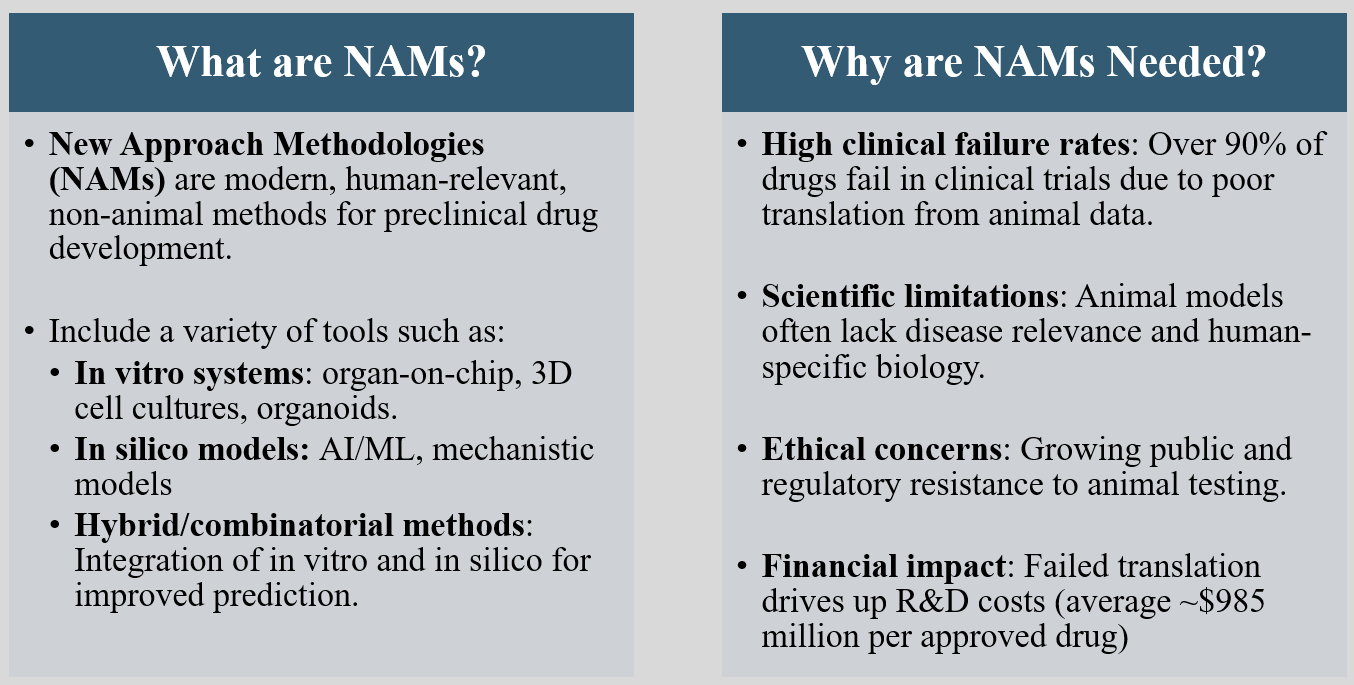 What are NAMs?
• New Approach Methodologies
(NAMs) are modern, human-relevant,
non-animal methods for preclinical drug
development.
• Include a variety of tools such as:
• In vitro systems: organ-on-chip, 3D
cell cultures, organoids.
• In silico models: AI/ML, mechanistic
models
• Hybrid/combinatorial methods:
Integration of in vitro and in silico for
improved prediction.
Why are NAMs Needed?
• High clinical failure rates: Over 90% of
drugs fail in clinical trials due to poor
translation from animal data.
• Scientific limitations: Animal models
often lack disease relevance and human-
specific biology.
• Ethical concerns: Growing public and
regulatory resistance to animal testing.
• Financial impact: Failed translation
drives up R&D costs (average ~$985
million per approved drug)